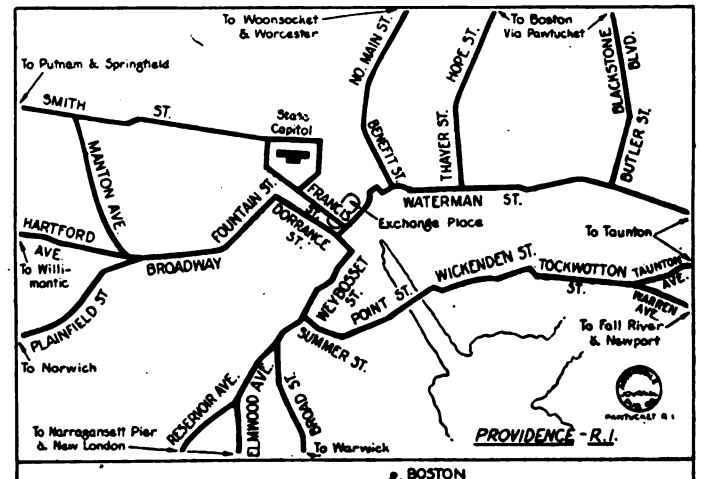 To Woonsocket
& Worcester
NO. MAIN ST.
HOPE ST.
To Boston
Via Pawtucket
BLACKSTONE
BLVD.
To Putnam & Springfield
SMITH ST.
State
Capitol
MANTON AVE.
BENEFIT ST.
THAYER ST.
BUTLER ST.
FOUNTAIN ST.
FRANCIS
ST.
WATERMAN ST.
Exchange Place
DORRANCE
ST.
HARTFORD
AVE.
To Willi-
mantic
BROADWAY
To Taunton
WICKENDEN ST.
TOCKWOTTON
ST.
TAUNTON
AVE.
WARREN
AVE.
WEYBOSSET
ST.
POINT ST.
PLAINFIELD ST
SUMMER ST.
To Fall River
& Newport
To Norwich
RESERVOIR AVE.
ELMWOOD AVE.
BROAD ST.
PAWTUCKET R.I.
To Narragansett Pier
& New London
To Warwick
PROVIDENCE - R.I.
BOSTON